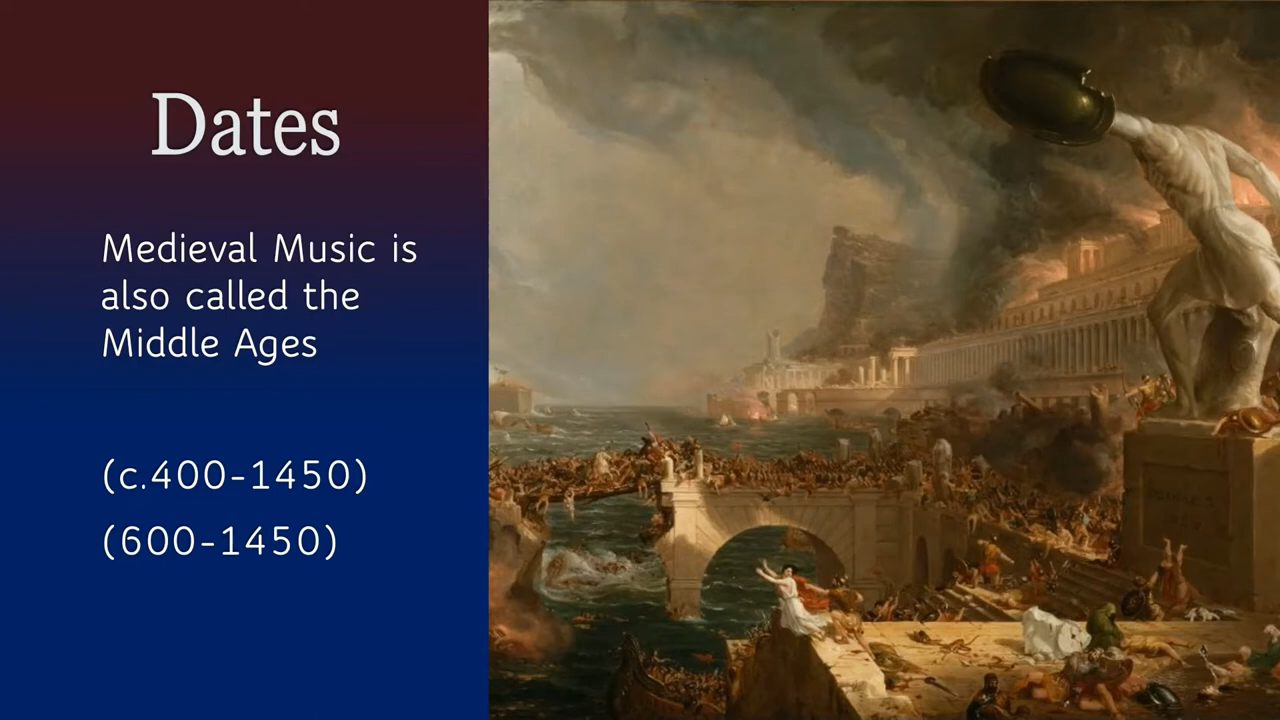 Dates
Medieval Music is
also called the
Middle Ages
(c.400-1450)
(600-1450)